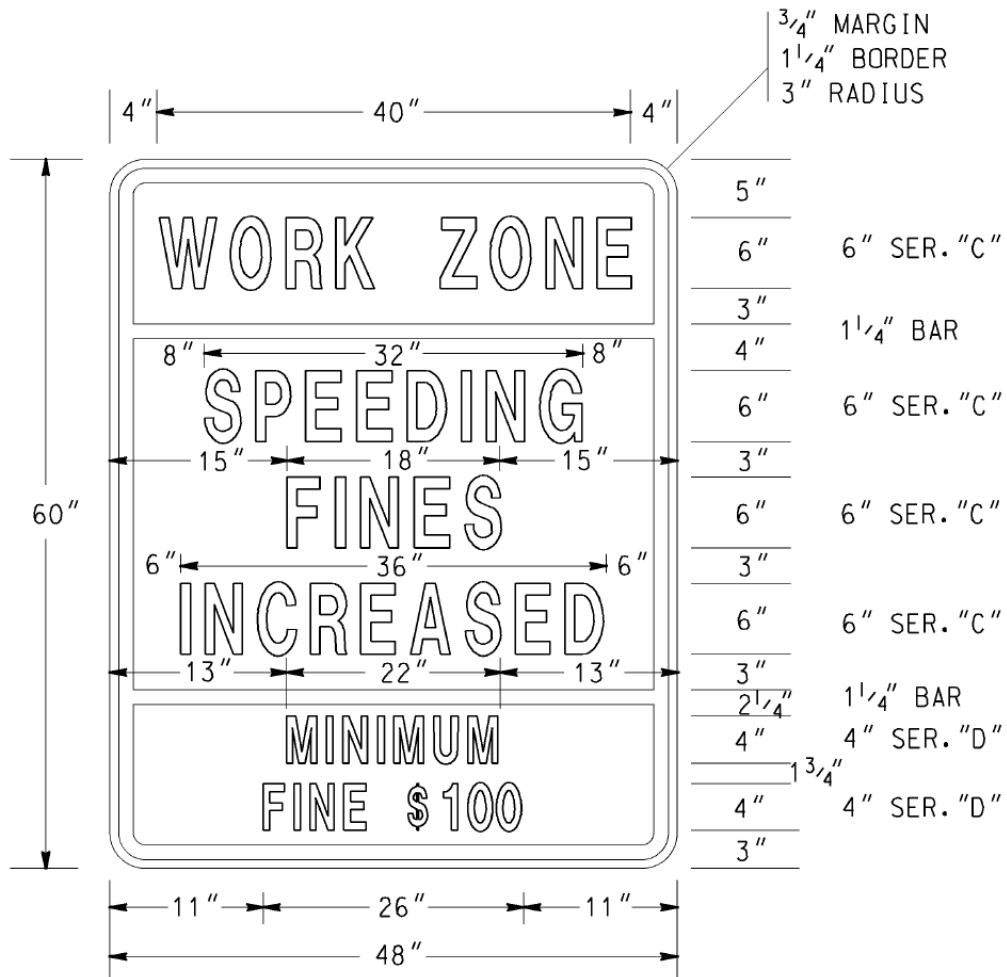 3/4" MARGIN
1 1/4" BORDER
3" RADIUS
4" 40" 4"
5"
WORK ZONE 6" 6" SER."C"
3"
1 1/4" BAR
8" 32" 8" 4"
SPEEDING 6" 6" SER."C"
15" 18" 15" 3"
60" FINES 6" 6" SER."C"
6" 36" 6" 3"
INCREASED 6" 6" SER."C"
13" 22" 13" 3"
2 1/4" 1 1/4" BAR
MINIMUM 4" 4" SER."D"
1 3/4"
FINE $100 4" 4" SER."D"
3"
11" 26" 11"
48"